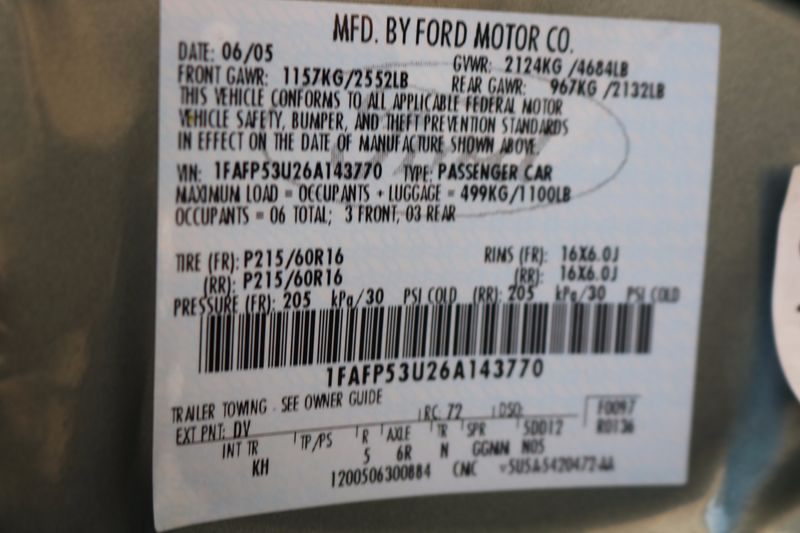 MFD. BY FORD MOTOR CO.
DATE: 06/05 GVWR: 2124KG /4684LB
FRONT GAWR: 1157KG/2552LB REAR GAWR: 967KG /2132LB
THIS VEHICLE CONFORMS TO ALL APPLICABLE FEDERAL MOTOR
VEHICLE SAFETY, BUMPER, AND THEFT PREVENTION STANDARDS
IN EFFECT ON THE DATE OF MANUFACTURE SHOWN ABOVE.
VIN: 1FAFP53U26A143770 TYPE: PASSENGER CAR
MAXIMUM LOAD = OCCUPANTS + LUGGAGE = 499KG/1100LB
OCCUPANTS = 06 TOTAL; 3 FRONT, 03 REAR
TIRE (FR): P215/60R16 RIMS (FR): 16X6.0J
(RR): P215/60R16 (RR): 16X6.0J
PRESSURE (FR): 205 kPa/30 PSI COLD (RR): 205 kPa/30 PSI COLD
1FAFP53U26A143770
TRAILER TOWING - SEE OWNER GUIDE
EXT PNT: DV RC: 72 DSO: F0097
R0136
INT TR TP/PS R AXLE TR SPR 5D012
KH 5 6R N GGNN N05
1200506300884 CMC 5U5A-5420472-AA